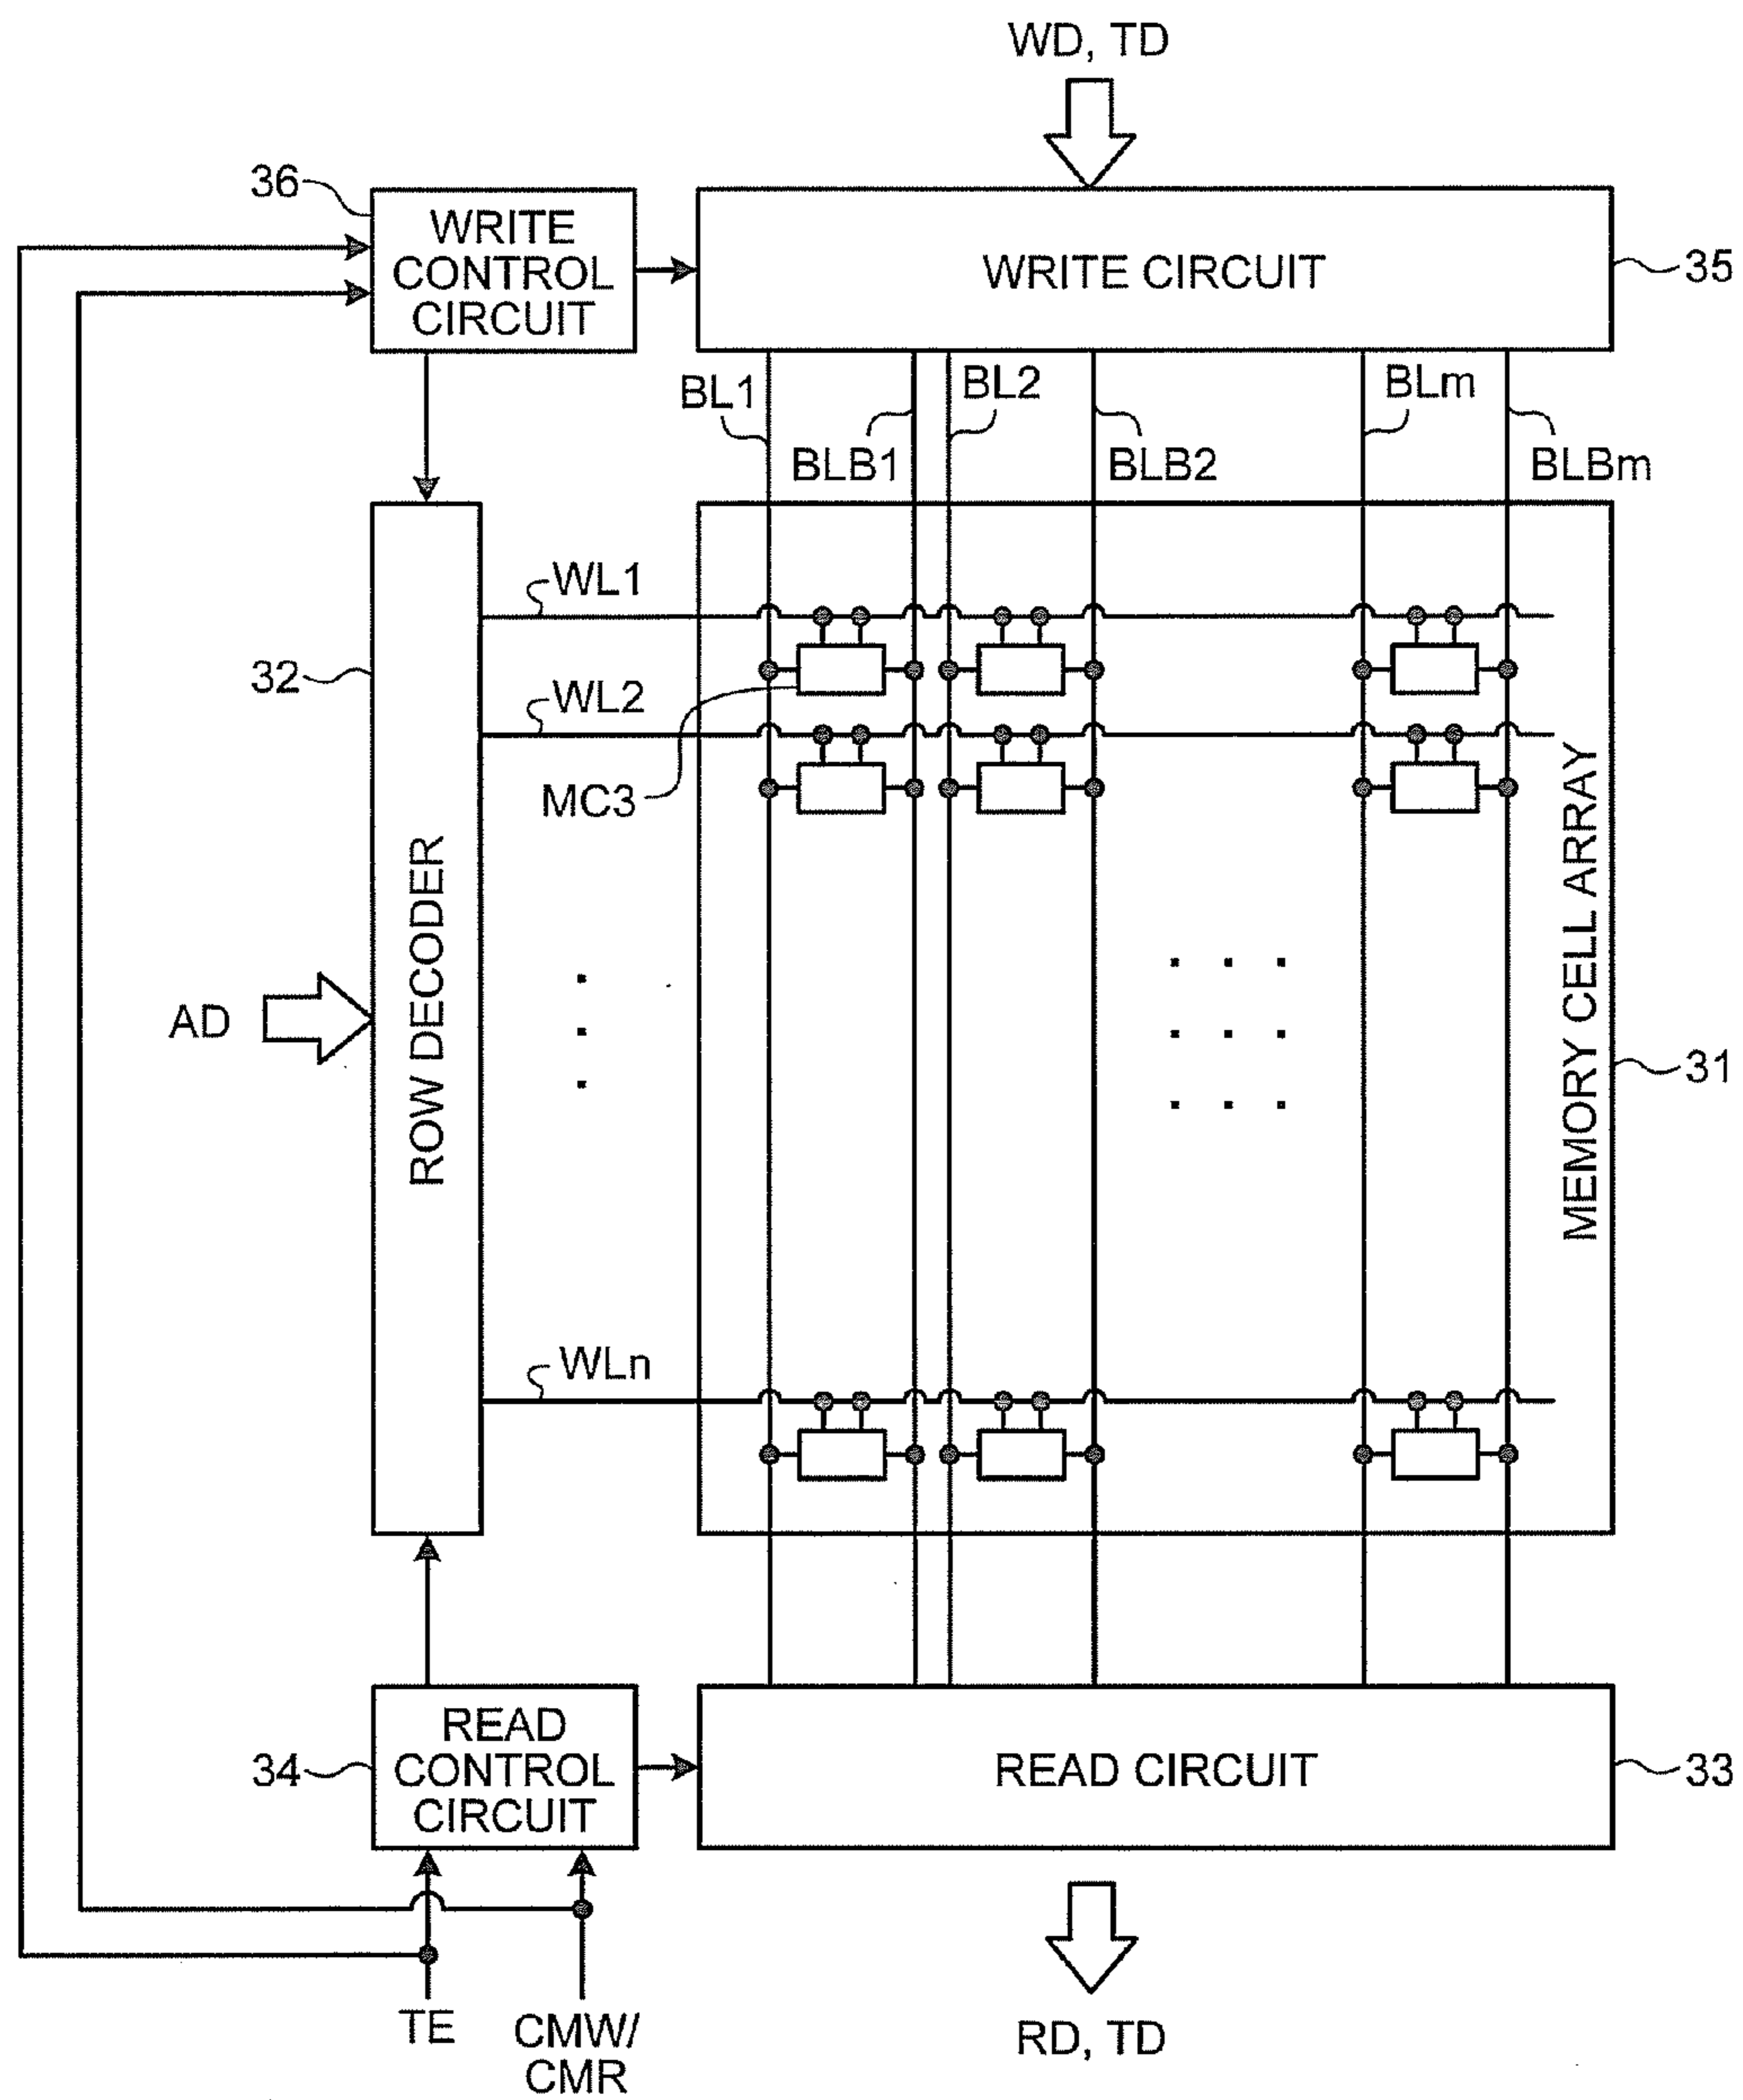 WD, TD
36
WRITE
CONTROL
CIRCUIT
WRITE CIRCUIT
35
BL1
BLB1
BL2
BLB2
BLm
BLBm
WL1
32
WL2
MC3
ROW DECODER
AD
MEMORY CELL ARRAY
31
WLn
34
READ
CONTROL
CIRCUIT
READ CIRCUIT
33
TE
CMW/
CMR
RD, TD